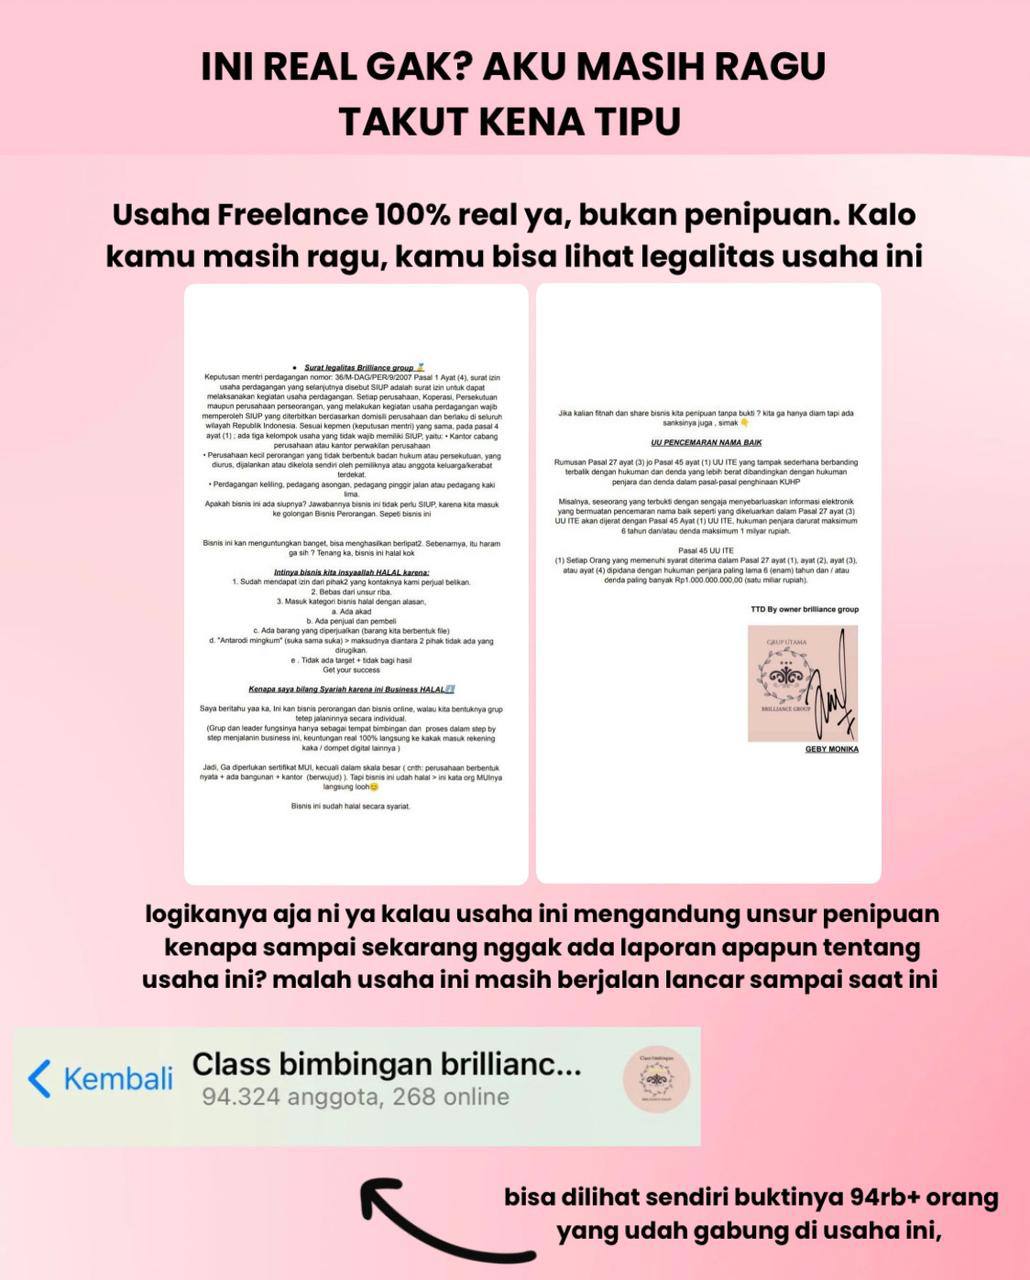 INI REAL GAK? AKU MASIH RAGU
TAKUT KENA TIPU
Usaha Freelance 100% real ya, bukan penipuan. Kalo
kamu masih ragu, kamu bisa lihat legalitas usaha ini
• Surat legalitas Brilliance group 🏅
Keputusan mentri perdagangan nomor: 36/M-DAG/PER/9/2007 Pasal 1 Ayat (4), surat izin
usaha perdagangan yang selanjutnya disebut SIUP adalah surat izin untuk dapat
melaksanakan kegiatan usaha perdagangan. Setiap perusahaan, Koperasi, Persekutuan
maupun perusahaan perseorangan, yang melakukan kegiatan usaha perdagangan wajib
memperoleh SIUP yang diterbitkan berdasarkan domisili perusahaan dan berlaku di seluruh
wilayah Republik Indonesia. Sesuai kepmen (keputusan mentri) yang sama, pada pasal 4
ayat (1) ; ada tiga kelompok usaha yang tidak wajib memiliki SIUP, yaitu: • Kantor cabang
perusahaan atau kantor perwakilan perusahaan
• Perusahaan kecil perorangan yang tidak berbentuk badan hukum atau persekutuan, yang
diurus, dijalankan atau dikelola sendiri oleh pemiliknya atau anggota keluarga/kerabat
terdekat.
• Perdagangan keliling, pedagang asongan, pedagang pinggir jalan atau pedagang kaki
lima.
Apakah bisnis ini ada siupnya? Jawabannya bisnis ini tidak perlu SIUP, karena kita masuk
ke golongan Bisnis Perorangan. Sepeti bisnis ini
Bisnis ini kan menguntungkan banget, bisa menghasilkan berlipat2. Sebenarnya, itu haram
ga sih ? Tenang ka, bisnis ini halal kok
Intinya bisnis kita insyaallah HALAL karena:
1. Sudah mendapat izin dari pihak2 yang kontaknya kami perjual belikan.
2. Bebas dari unsur riba.
3. Masuk kategori bisnis halal dengan alasan,
a. Ada akad
b. Ada penjual dan pembeli
c. Ada barang yang diperjualkan (barang kita berbentuk file)
d. "Antarodi mingkum" (suka sama suka) > maksudnya diantara 2 pihak tidak ada yang
dirugikan.
e . Tidak ada target + tidak bagi hasil
Get your success
Kenapa saya bilang Syariah karena ini Business HALAL⬇️
Saya beritahu yaa ka, Ini kan bisnis perorangan dan bisnis online, walau kita bentuknya grup
tetep jalaninnya secara individual.
(Grup dan leader fungsinya hanya sebagai tempat bimbingan dan proses dalam step by
step menjalanin business ini, keuntungan real 100% langsung ke kakak masuk rekening
kaka / dompet digital lainnya )
Jadi, Ga diperlukan sertifikat MUI, kecuali dalam skala besar ( cnth: perusahaan berbentuk
nyata + ada bangunan + kantor (berwujud) ). Tapi bisnis ini udah halal > ini kata org MUInya
langsung looh😊
Bisnis ini sudah halal secara syariat.
Jika kalian fitnah dan share bisnis kita penipuan tanpa bukti ? kita ga hanya diam tapi ada
sanksinya juga , simak 👇
UU PENCEMARAN NAMA BAIK
Rumusan Pasal 27 ayat (3) jo Pasal 45 ayat (1) UU ITE yang tampak sederhana berbanding
terbalik dengan hukuman dan denda yang lebih berat dibandingkan dengan hukuman
penjara dan denda dalam pasal-pasal penghinaan KUHP
Misalnya, seseorang yang terbukti dengan sengaja menyebarluaskan informasi elektronik
yang bermuatan pencemaran nama baik seperti yang dikeluarkan dalam Pasal 27 ayat (3)
UU ITE akan dijerat dengan Pasal 45 Ayat (1) UU ITE, hukuman penjara darurat maksimum
6 tahun dan/atau denda maksimum 1 milyar rupiah.
Pasal 45 UU ITE
(1) Setiap Orang yang memenuhi syarat diterima dalam Pasal 27 ayat (1), ayat (2), ayat (3),
atau ayat (4) dipidana dengan hukuman penjara paling lama 6 (enam) tahun dan / atau
denda paling banyak Rp1.000.000.000,00 (satu miliar rupiah).
TTD By owner brilliance group
GRUP UTAMA
BRILLIANCE GROUP
GEBY MONIKA
logikanya aja ni ya kalau usaha ini mengandung unsur penipuan
kenapa sampai sekarang nggak ada laporan apapun tentang
usaha ini? malah usaha ini masih berjalan lancar sampai saat ini
Kembali
Class bimbingan brillianc...
94.324 anggota, 268 online
Class bimbingan
bisa dilihat sendiri buktinya 94rb+ orang
yang udah gabung di usaha ini,